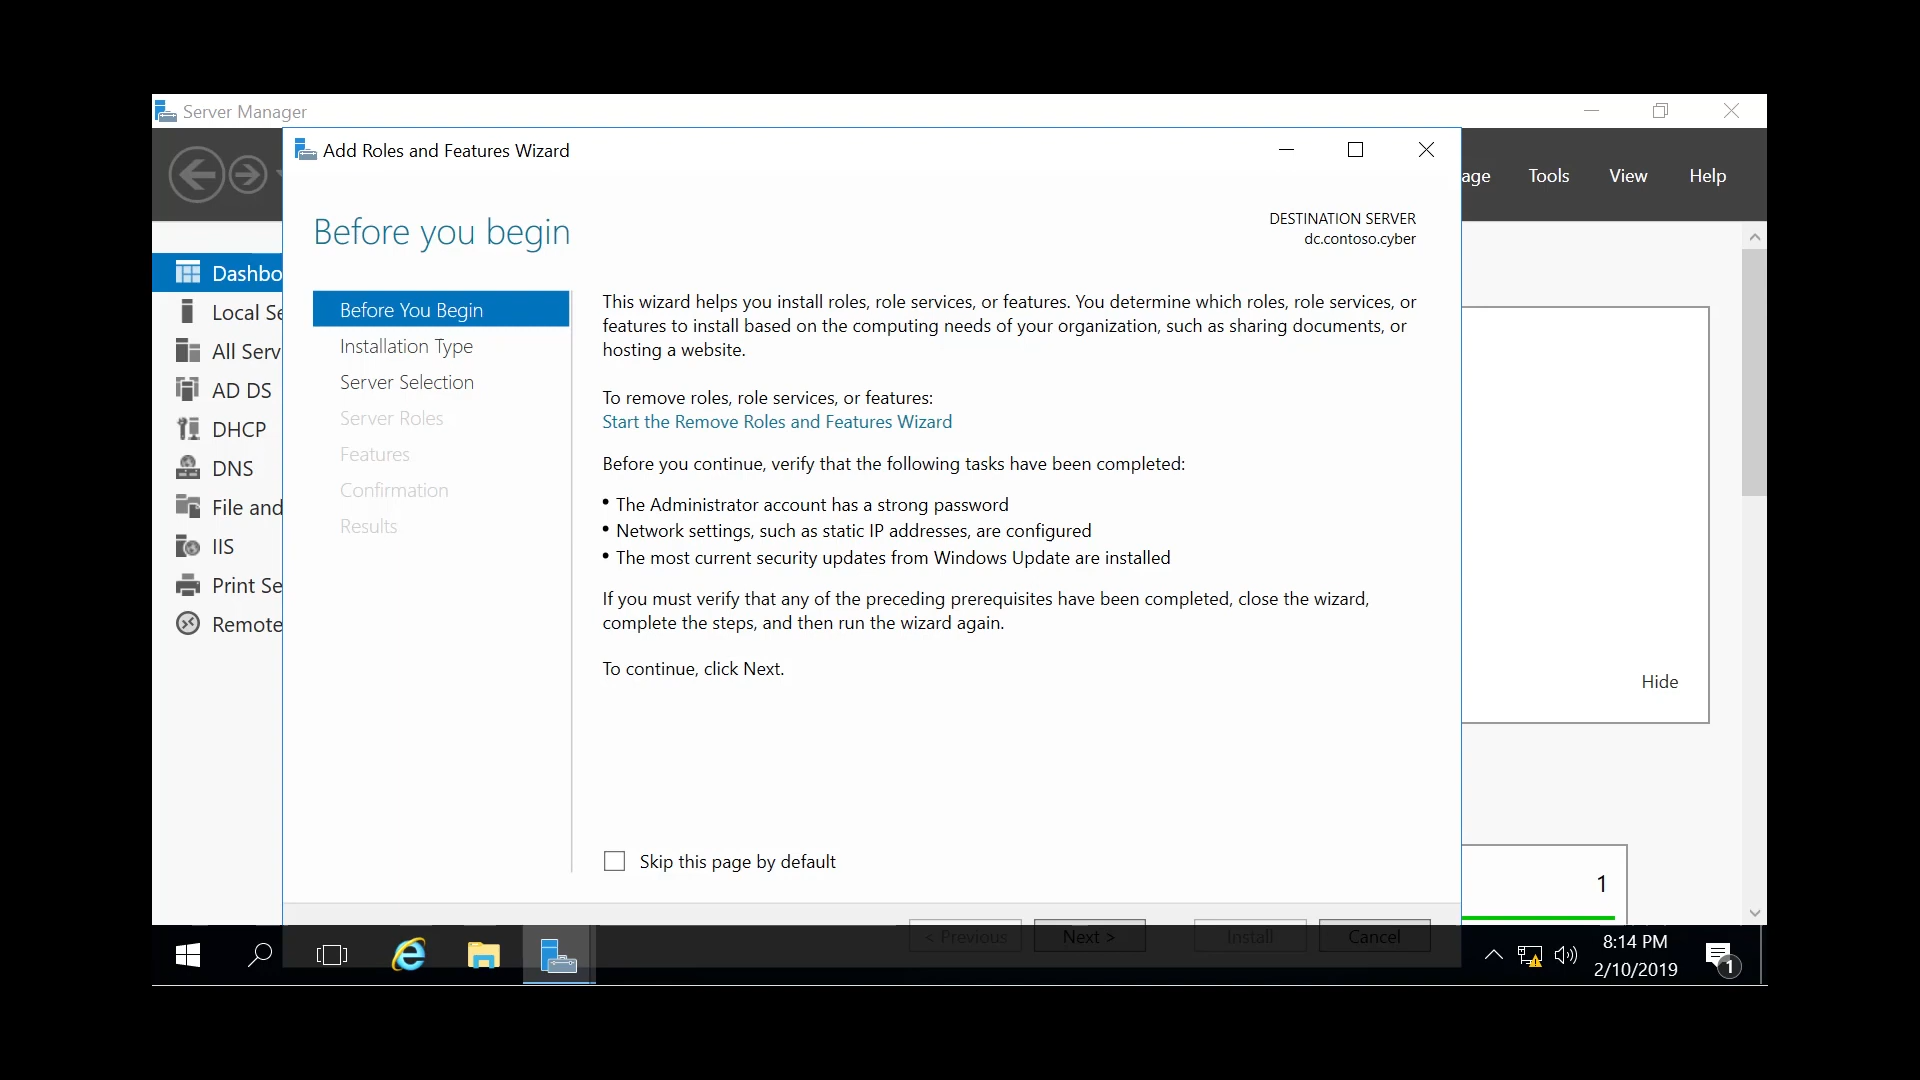 Server Manager
Add Roles and Features Wizard
age Tools View Help
Before you begin
DESTINATION SERVER
dc.contoso.cyber
Dashbo
Local Se
All Serv
AD DS
DHCP
DNS
File and
IIS
Print Se
Remote
Before You Begin
Installation Type
Server Selection
Server Roles
Features
Confirmation
Results
This wizard helps you install roles, role services, or features. You determine which roles, role services, or
features to install based on the computing needs of your organization, such as sharing documents, or
hosting a website.
To remove roles, role services, or features:
Start the Remove Roles and Features Wizard
Before you continue, verify that the following tasks have been completed:
• The Administrator account has a strong password
• Network settings, such as static IP addresses, are configured
• The most current security updates from Windows Update are installed
If you must verify that any of the preceding prerequisites have been completed, close the wizard,
complete the steps, and then run the wizard again.
To continue, click Next.
Hide
Skip this page by default
1
< Previous Next > Install Cancel
8:14 PM
2/10/2019
1